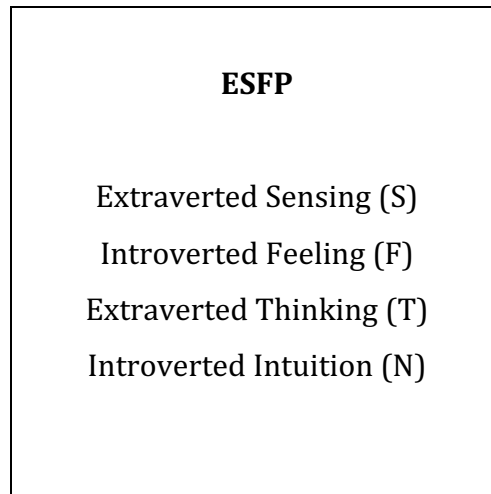 ESFP
Extraverted Sensing (S)
Introverted Feeling (F)
Extraverted Thinking (T)
Introverted Intuition (N)